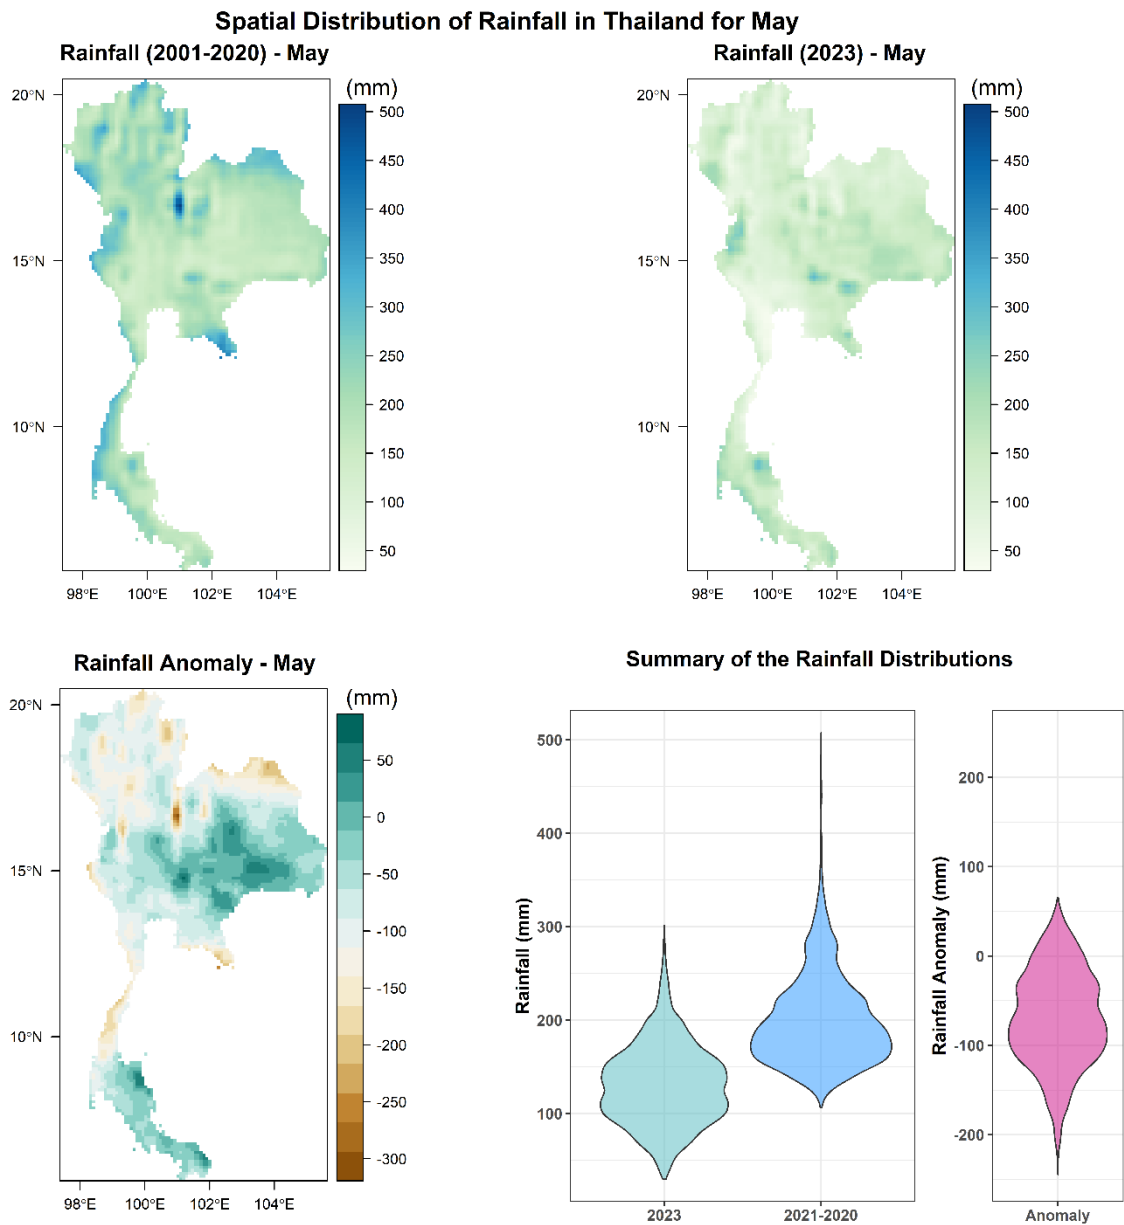 Spatial Distribution of Rainfall in Thailand for May
Rainfall (2001-2020) - May
(mm)
20°N
15°N
10°N
98°E 100°E 102°E 104°E
500
450
400
350
300
250
200
150
100
50
Rainfall (2023) - May
(mm)
20°N
15°N
10°N
98°E 100°E 102°E 104°E
500
450
400
350
300
250
200
150
100
50
Rainfall Anomaly - May
(mm)
20°N
15°N
10°N
98°E 100°E 102°E 104°E
50
0
-50
-100
-150
-200
-250
-300
Summary of the Rainfall Distributions
Rainfall (mm)
500
400
300
200
100
2023 2021-2020
Rainfall Anomaly (mm)
200
100
0
-100
-200
Anomaly